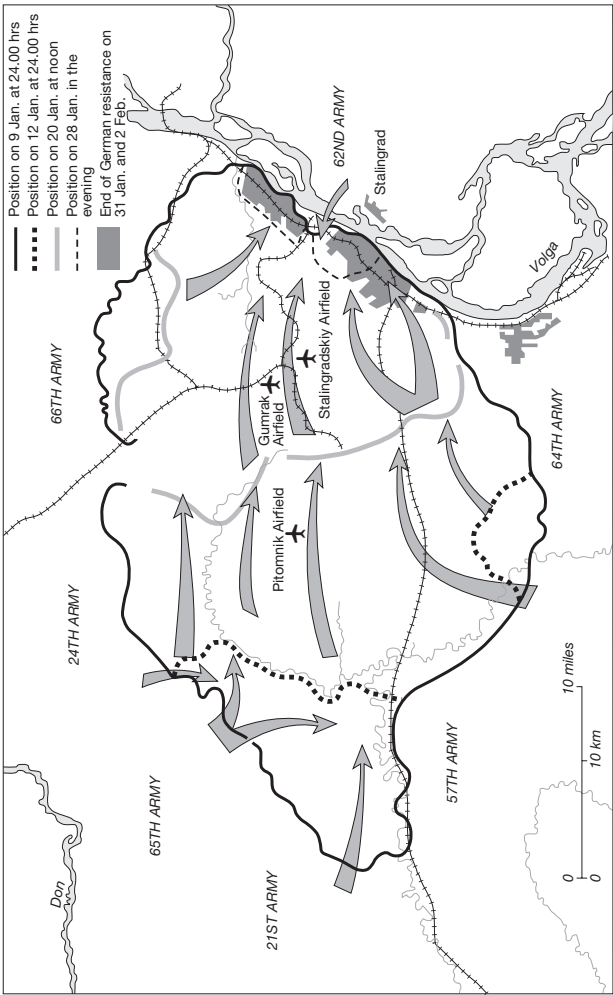 Position on 9 Jan. at 24.00 hrs
Position on 12 Jan. at 24.00 hrs
Position on 20 Jan. at noon
Position on 28 Jan. in the
evening
End of German resistance on
31 Jan. and 2 Feb.
Don
65TH ARMY
24TH ARMY
66TH ARMY
21ST ARMY
Pitomnik Airfield
Gumrak
Airfield
Stalingradskiy Airfield
62ND ARMY
Stalingrad
Volga
57TH ARMY
64TH ARMY
0
10 miles
0
10 km